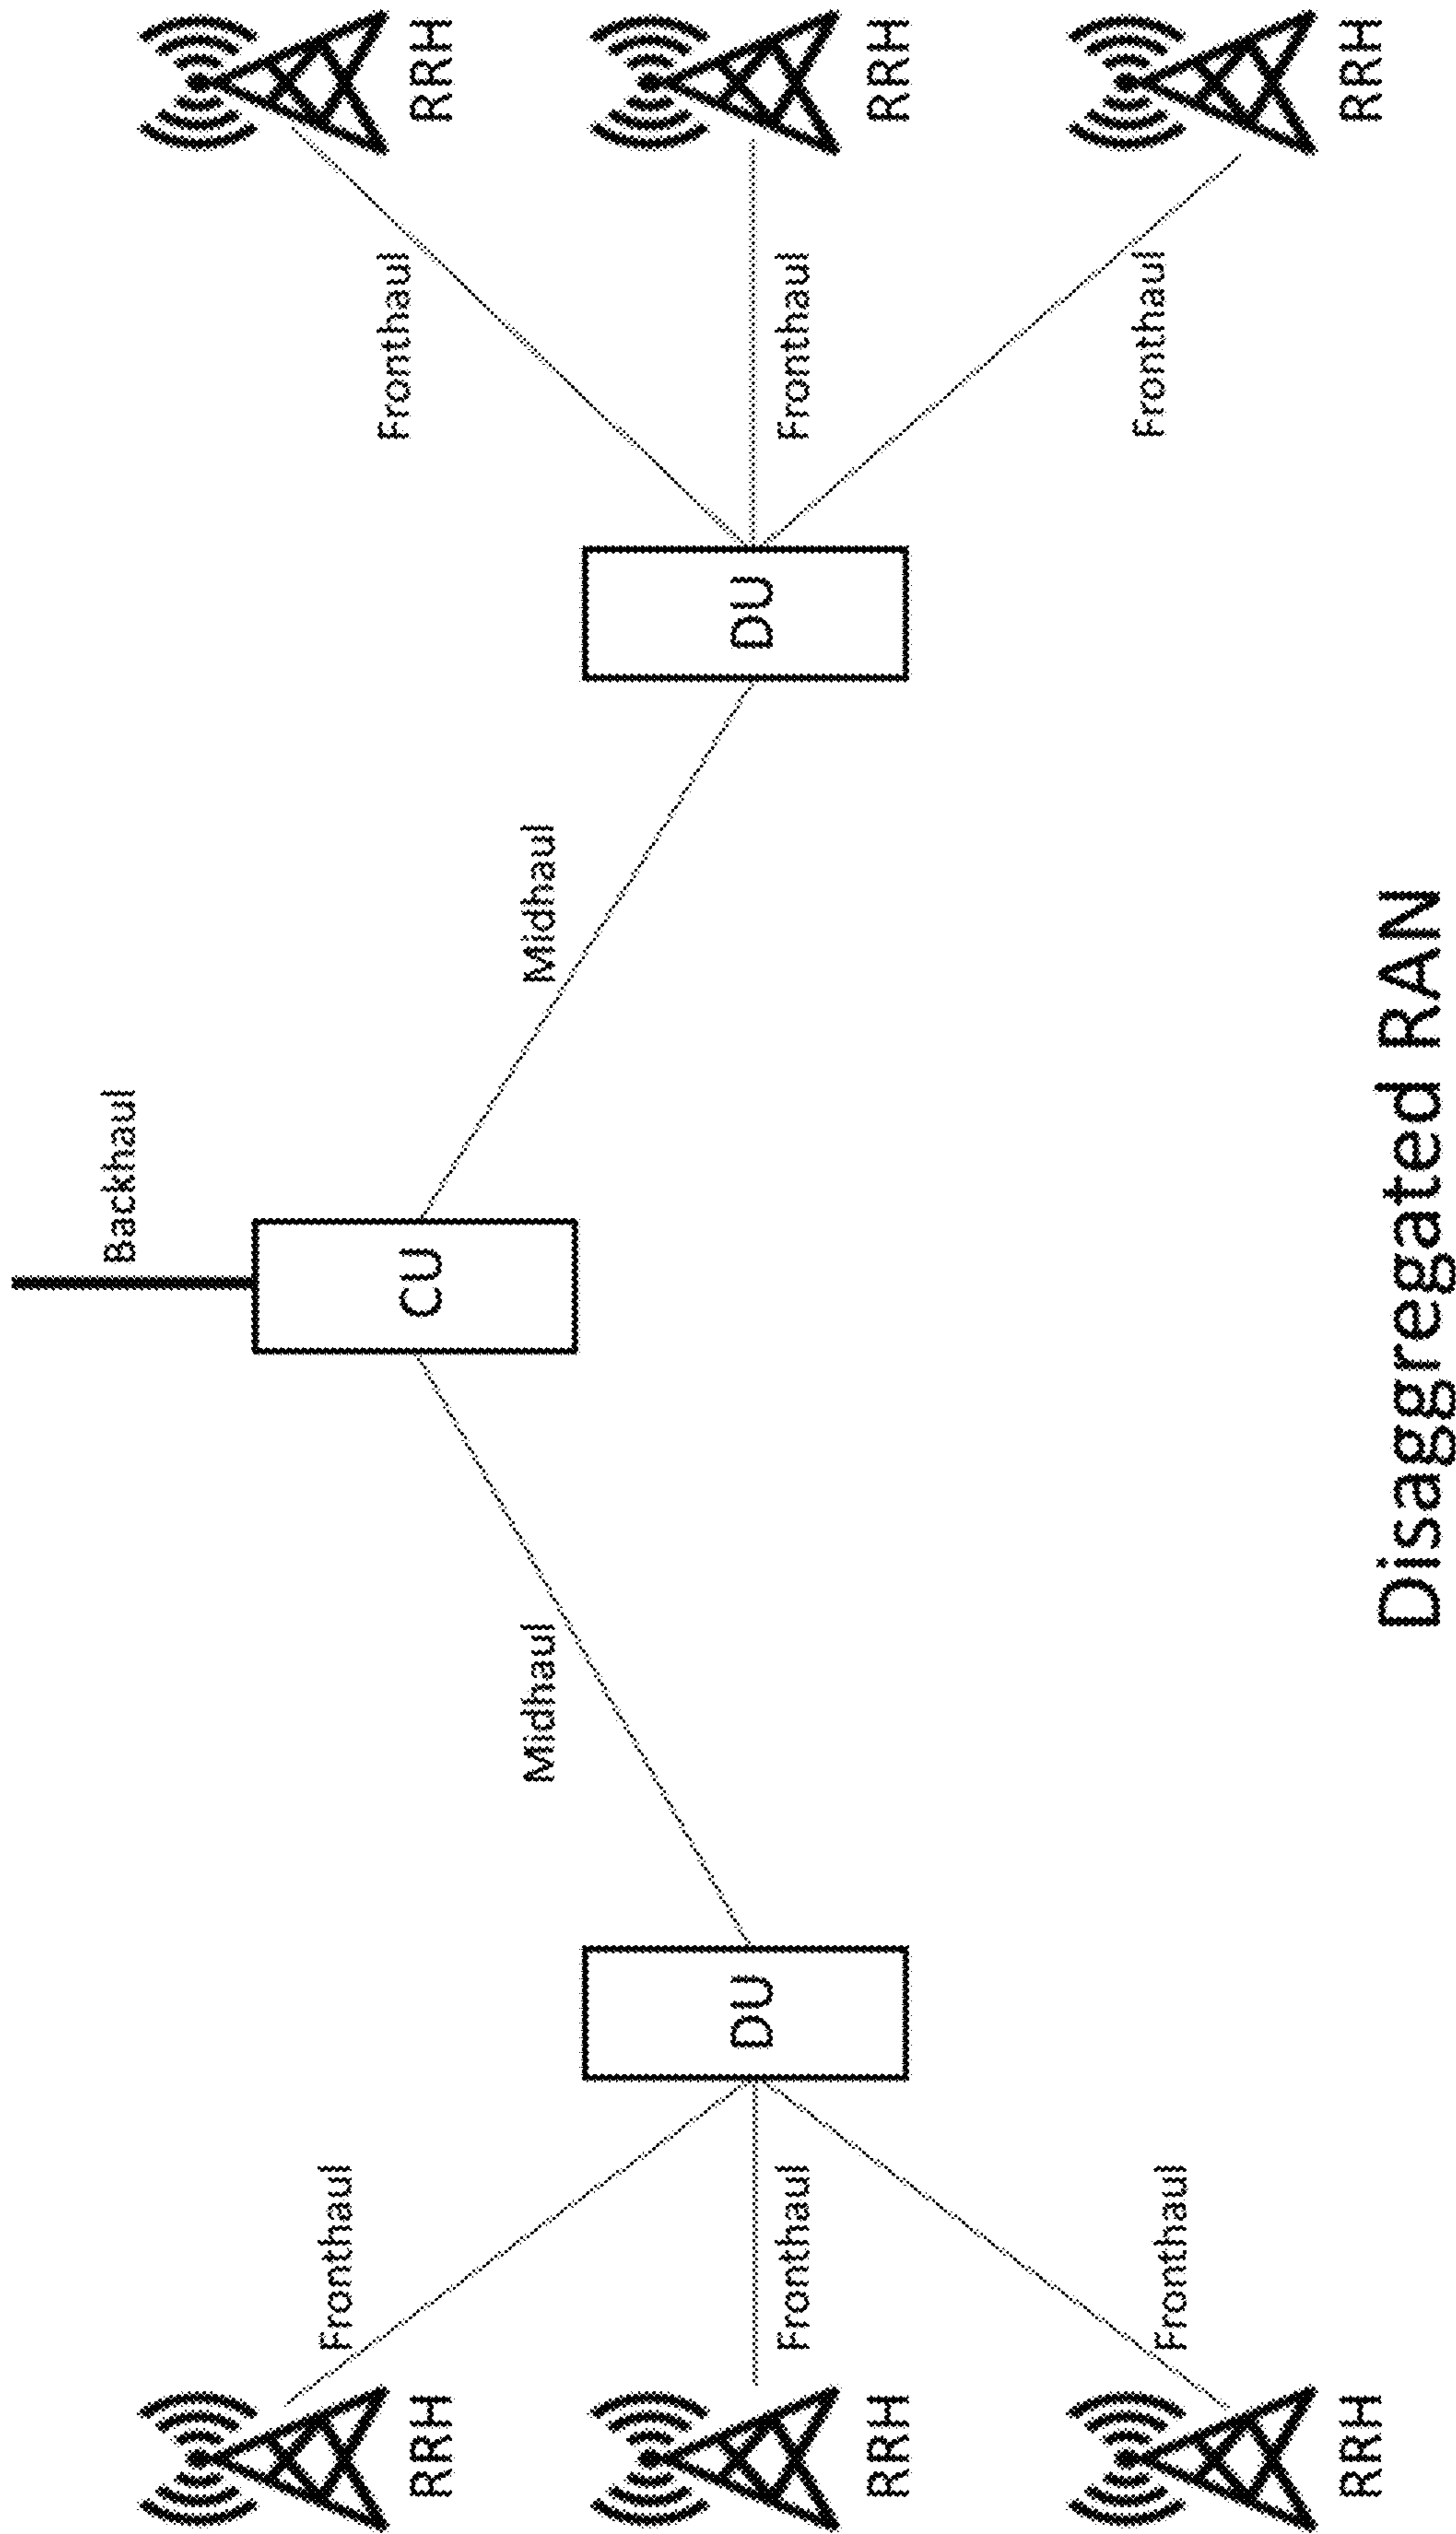 Backhaul
Fronthaul
Fronthaul
CU
RRH
RRH
Midhaul
Midhaul
DU
DU
Fronthaul
Fronthaul
RRH
RRH
Fronthaul
Fronthaul
RRH
RRH
Disaggregated RAN